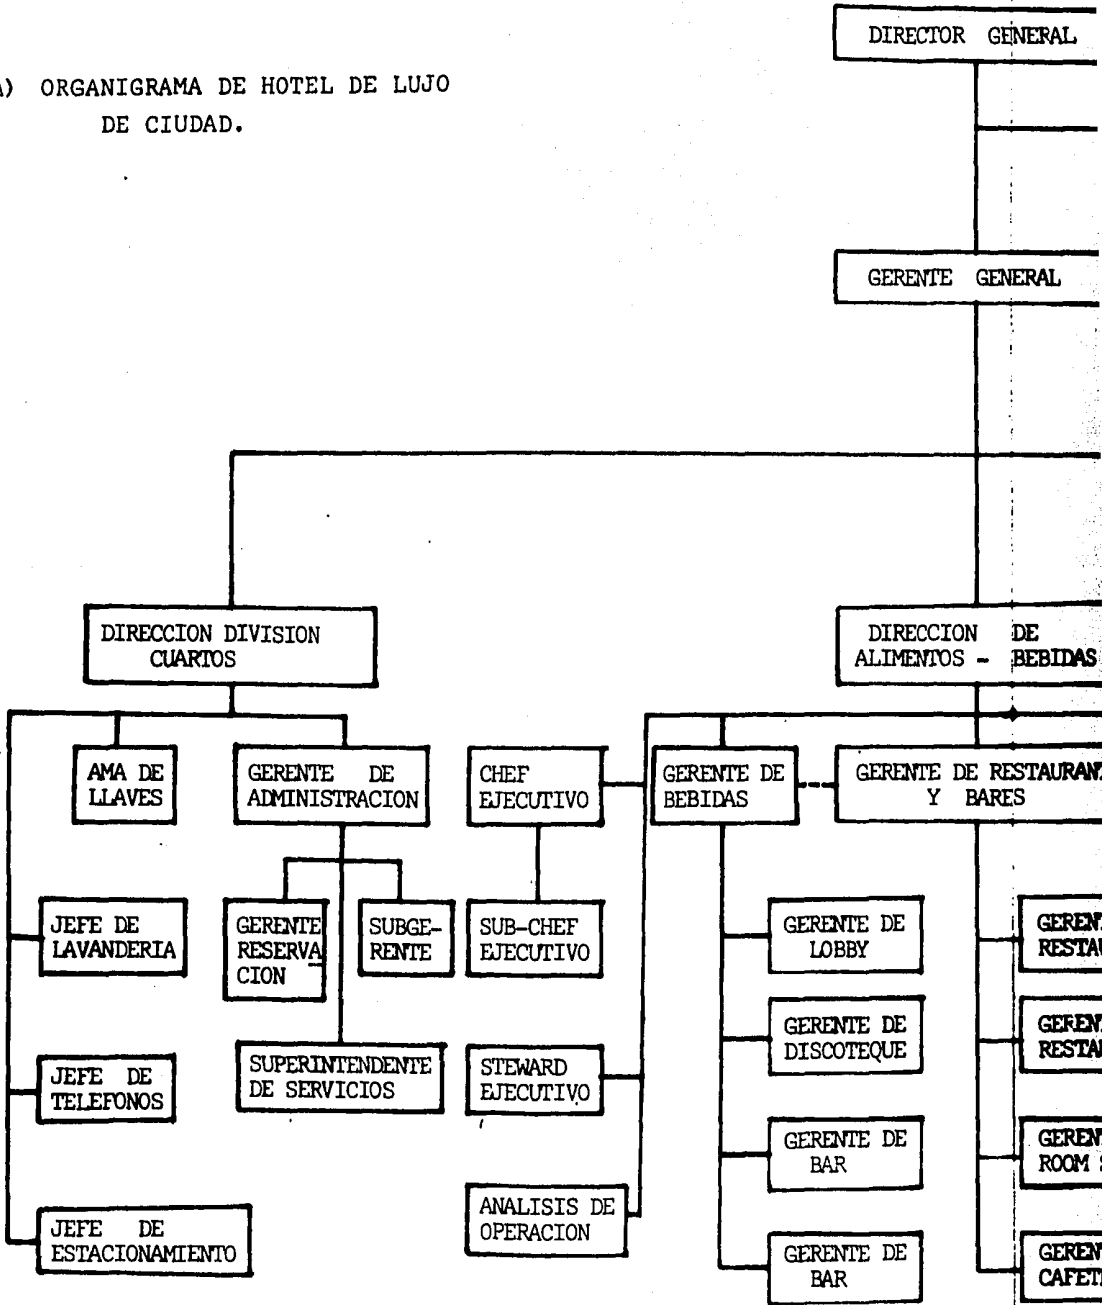 DIRECTOR GENERAL
A) ORGANIGRAMA DE HOTEL DE LUJO
DE CIUDAD.
GERENTE GENERAL
DIRECCION DIVISION
CUARTOS
DIRECCION DE
ALIMENTOS - BEBIDAS
AMA DE
LLAVES
GERENTE DE
ADMINISTRACION
CHEF
EJECUTIVO
GERENTE DE
BEBIDAS
GERENTE DE RESTAURANT
Y BARES
JEFE DE
LAVANDERIA
GERENTE
RESERVA
CION
SUBGE-
RENTE
SUB-CHEF
EJECUTIVO
GERENTE DE
LOBBY
JEFE DE
TELEFONOS
SUPERINTENDENTE
DE SERVICIOS
STEWARD
EJECUTIVO
GERENTE DE
DISCOTEQUE
GERENTE DE
BAR
ROOM
JEFE DE
ESTACIONAMIENTO
ANALISIS DE
OPERACION
GERENTE DE
BAR